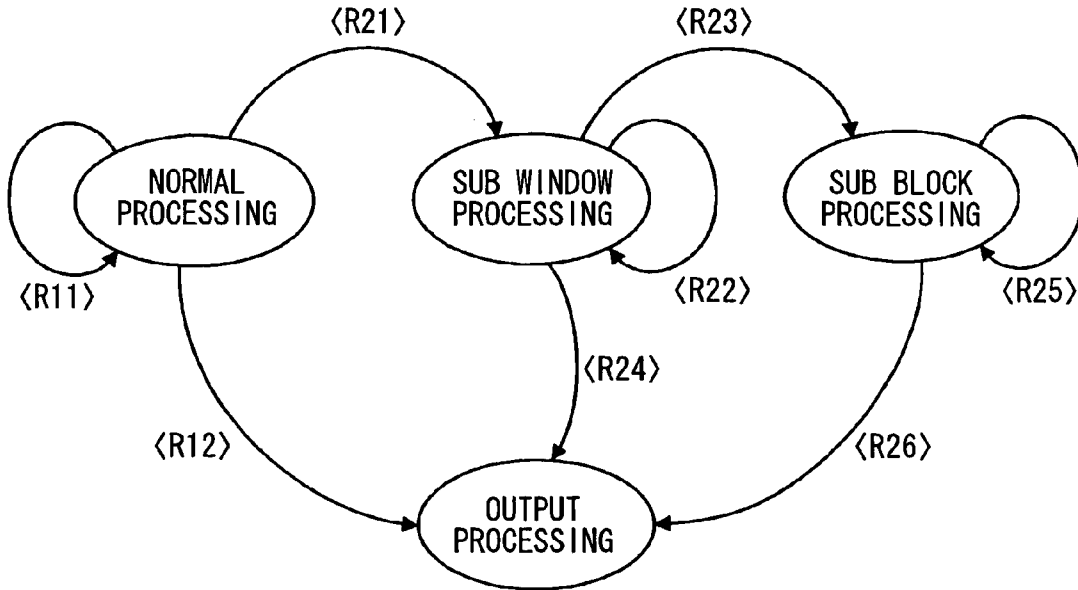 〈R21〉
〈R23〉
NORMAL
PROCESSING
SUB WINDOW
PROCESSING
SUB BLOCK
PROCESSING
〈R11〉
〈R22〉
〈R25〉
〈R24〉
〈R12〉
〈R26〉
OUTPUT
PROCESSING